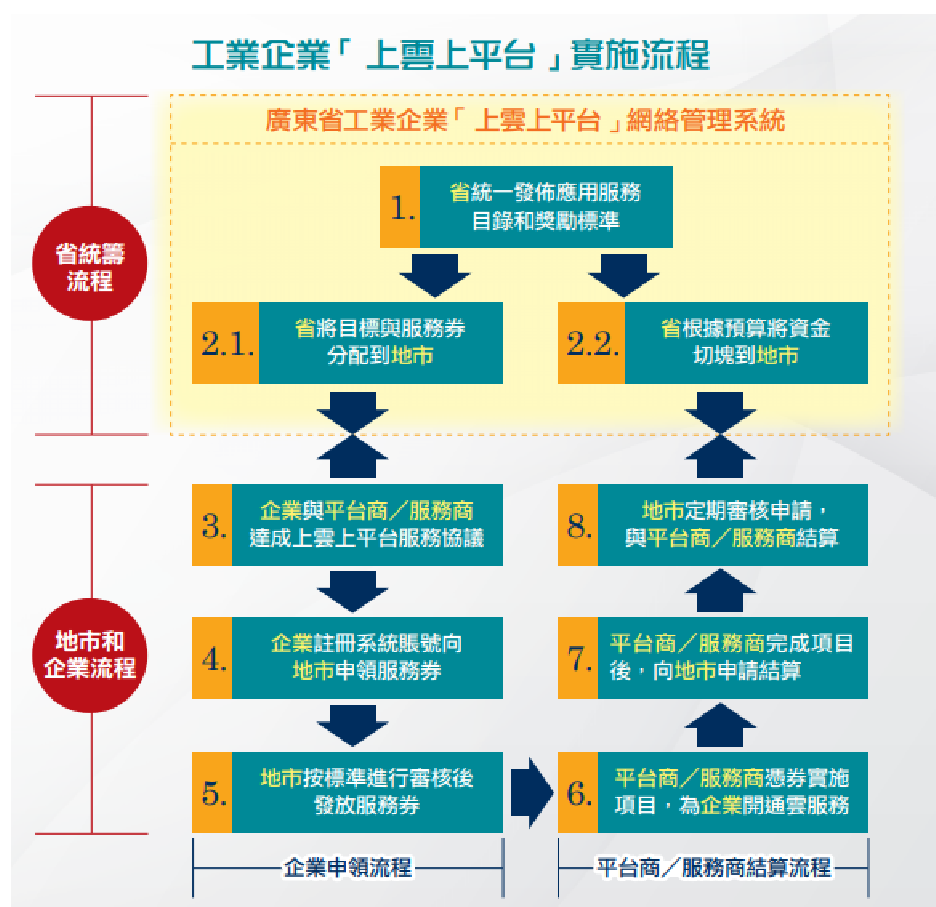 工業企業「上雲上平台」實施流程
廣東省工業企業「上雲上平台」網絡管理系統
省統籌
流程
1.
省統一發佈應用服務
目錄和獎勵標準
2.1.
省將目標與服務券
分配到地市
2.2.
省根據預算將資金
切塊到地市
地市和
企業流程
3.
企業與平台商／服務商
達成上雲上平台服務協議
4.
企業註冊系統賬號向
地市申領服務券
5.
地市按標準進行審核後
發放服務券
6.
平台商／服務商憑券實施
項目，為企業開通雲服務
7.
平台商／服務商完成項目
後，向地市申請結算
8.
地市定期審核申請，
與平台商／服務商結算
企業申領流程
平台商／服務商結算流程